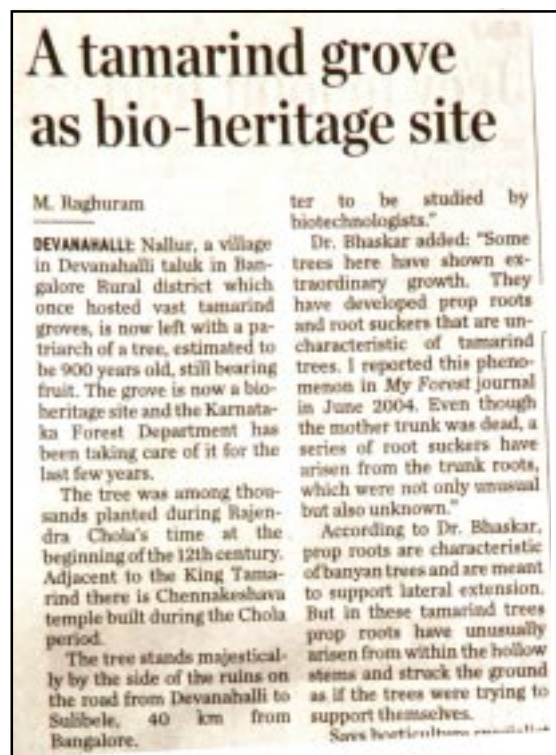 A tamarind grove
as bio-heritage site
M. Raghuram
DEVANAHALLI: Nallur, a village
in Devanahalli taluk in Ban-
galore Rural district which
once hosted vast tamarind
groves, is now left with a pa-
triarch of a tree, estimated to
be 900 years old, still bearing
fruit. The grove is now a bio-
heritage site and the Karnata-
ka Forest Department has
been taking care of it for the
last few years.
The tree was among thou-
sands planted during Rajen-
dra Chola's time at the
beginning of the 12th century.
Adjacent to the King Tama-
rind there is Chennakeshava
temple built during the Chola
period.
The tree stands majestical-
ly by the side of the ruins on
the road from Devanahalli to
Sulibele, 40 km from
Bangalore.
ter to be studied by
biotechnologists."
Dr. Bhaskar added: "Some
trees here have shown ex-
traordinary growth. They
have developed prop roots
and root suckers that are un-
characteristic of tamarind
trees. I reported this pheno-
menon in My Forest journal
in June 2004. Even though
the mother trunk was dead, a
series of root suckers have
arisen from the trunk roots,
which were not only unusual
but also unknown."
According to Dr. Bhaskar,
prop roots are characteristic
of banyan trees and are meant
to support lateral extension.
But in these tamarind trees
prop roots have unusually
arisen from within the hollow
stems and struck the ground
as if the trees were trying to
support themselves.
Says horticulture